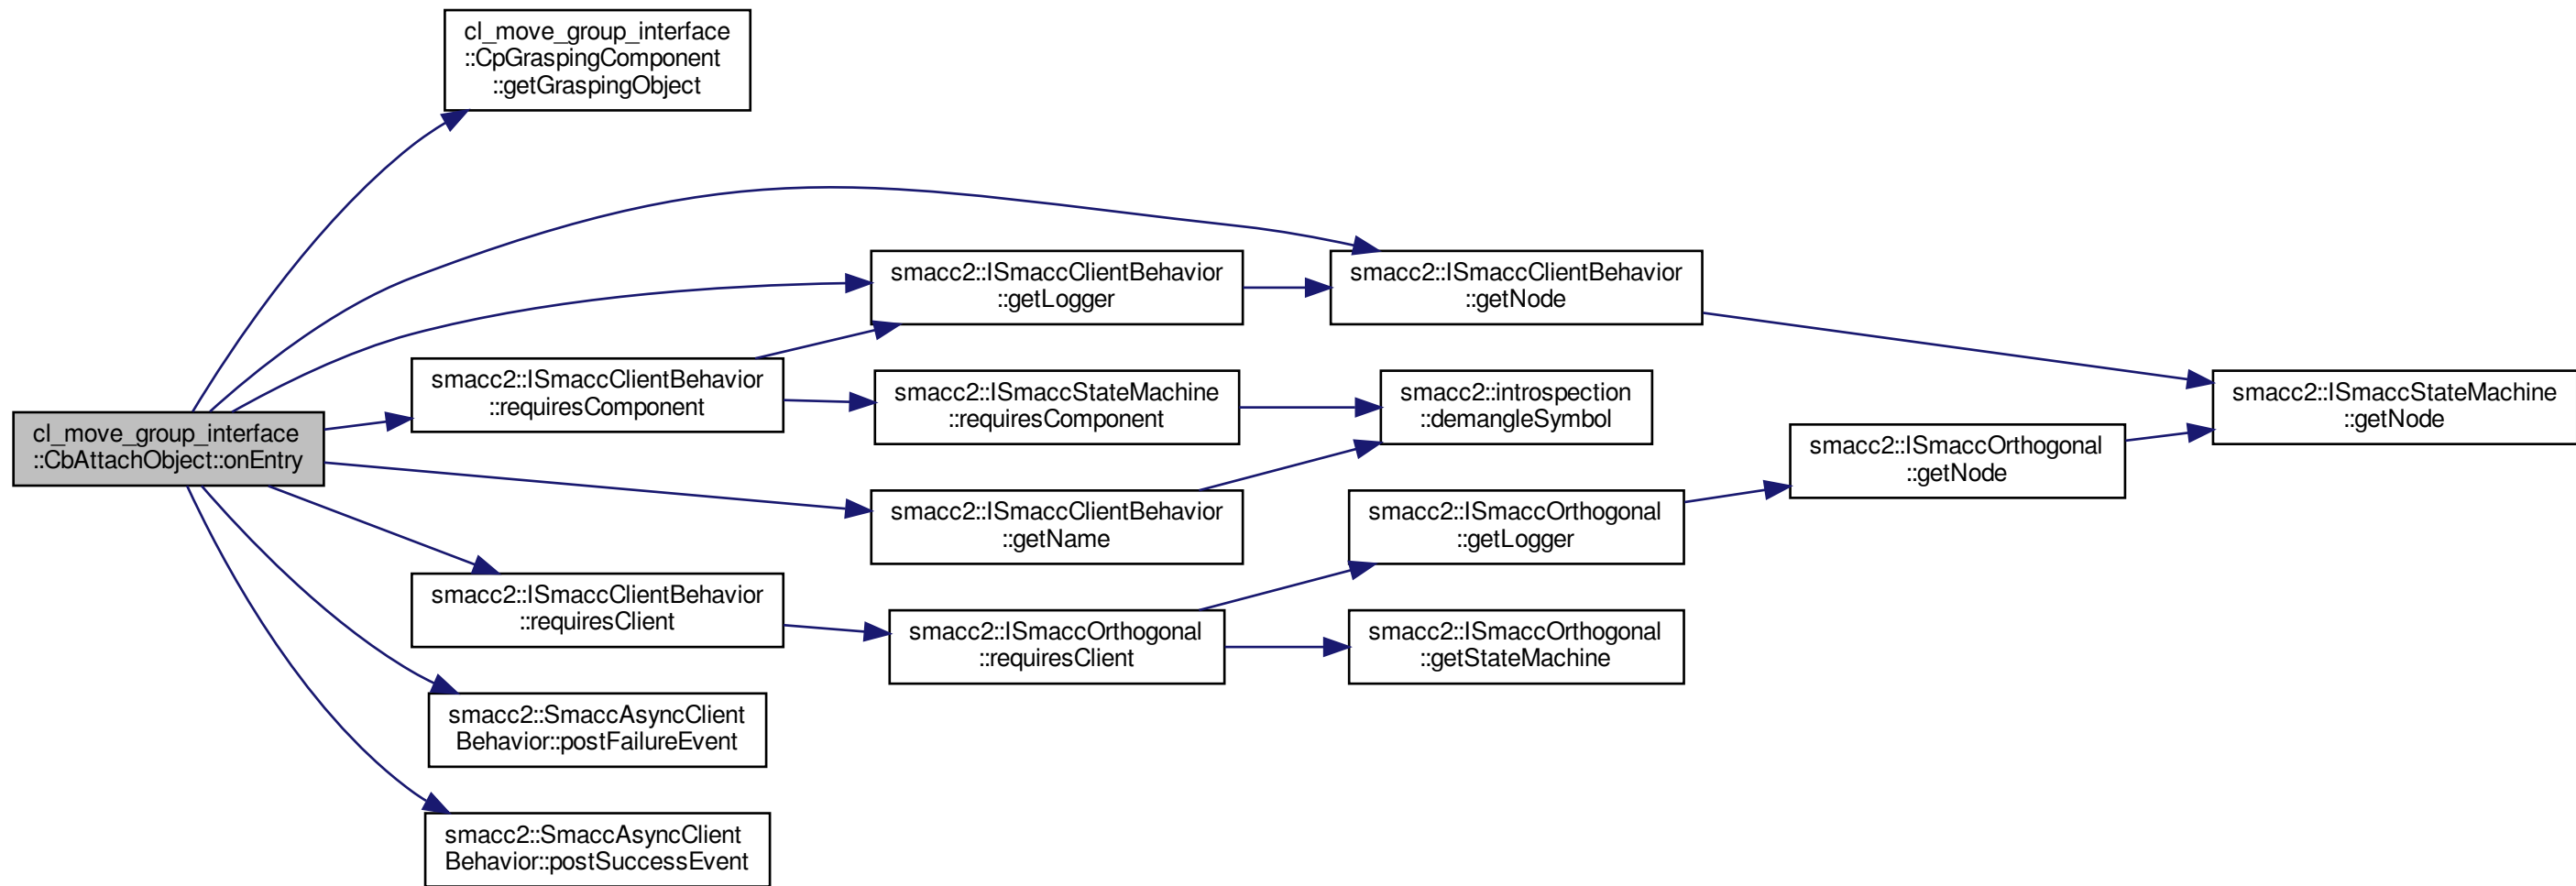 cl_move_group_interface
::CpGraspingComponent
::getGraspingObject
smacc2::ISmaccClientBehavior
::getLogger
smacc2::ISmaccClientBehavior
::getNode
smacc2::ISmaccClientBehavior
::requiresComponent
smacc2::ISmaccStateMachine
::requiresComponent
smacc2::introspection
::demangleSymbol
smacc2::ISmaccStateMachine
::getNode
cl_move_group_interface
::CbAttachObject::onEntry
smacc2::ISmaccOrthogonal
::getNode
smacc2::ISmaccClientBehavior
::getName
smacc2::ISmaccOrthogonal
::getLogger
smacc2::ISmaccClientBehavior
::requiresClient
smacc2::ISmaccOrthogonal
::requiresClient
smacc2::ISmaccOrthogonal
::getStateMachine
smacc2::SmaccAsyncClient
Behavior::postFailureEvent
smacc2::SmaccAsyncClient
Behavior::postSuccessEvent